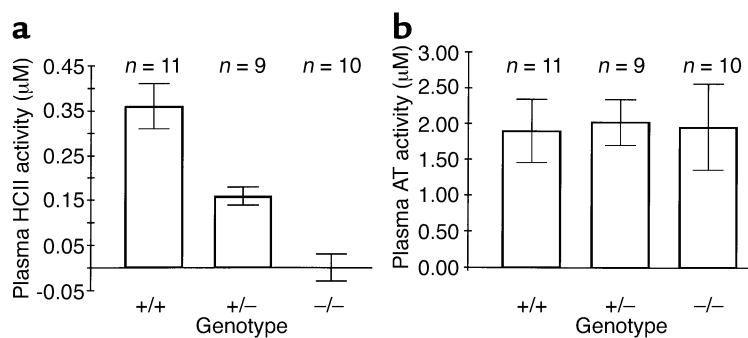 a
Plasma HCII activity (μM)
0.45
0.35
0.25
0.15
0.05
-0.05
n = 11
n = 9
n = 10
+/+
+/−
−/−
Genotype
b
Plasma AT activity (μM)
3.00
2.50
2.00
1.50
1.00
0.50
0.00
n = 11
n = 9
n = 10
+/+
+/−
−/−
Genotype